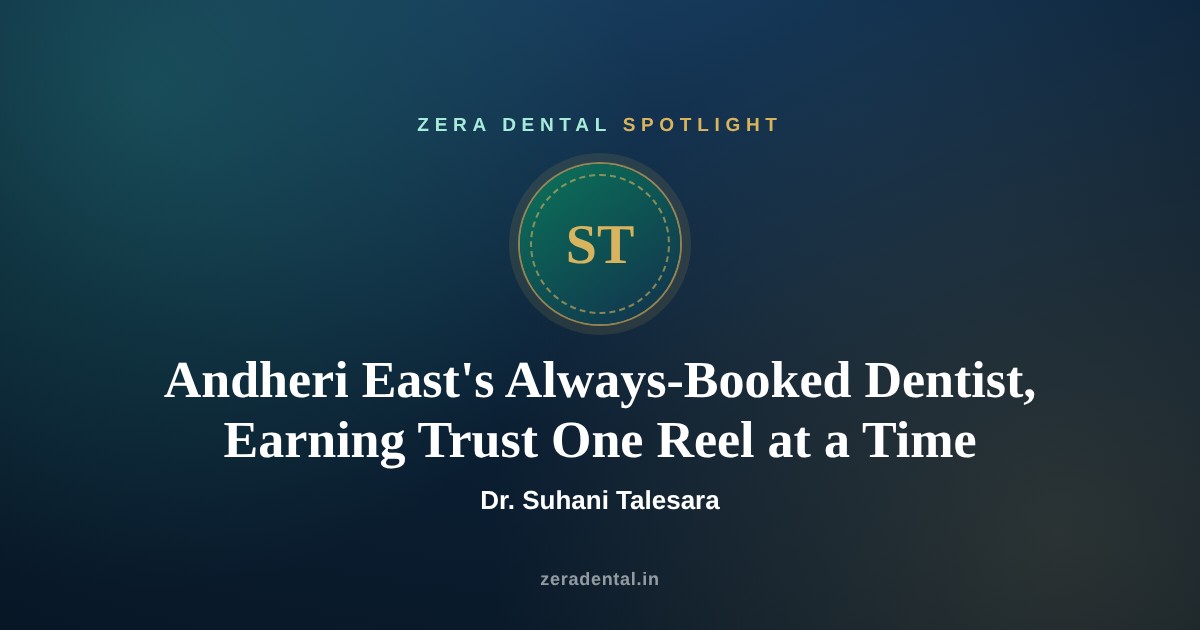 ZERA DENTAL SPOTLIGHT
ST
Andheri East's Always-Booked Dentist,
Earning Trust One Reel at a Time
Dr. Suhani Talesara
zeradental.in